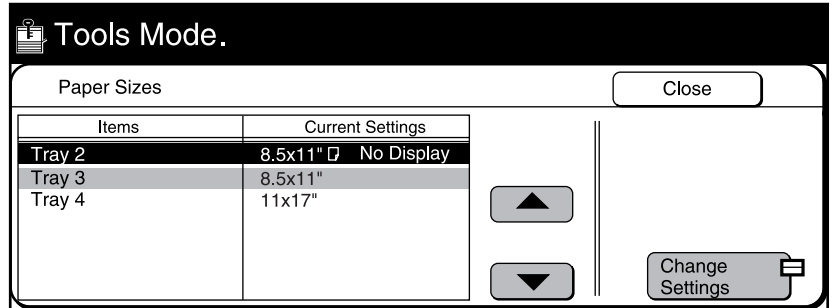 Tools Mode.
Paper Sizes
Close
Items Current Settings
Tray 2 8.5x11" No Display
Tray 3 8.5x11"
Tray 4 11x17"
Change
Settings